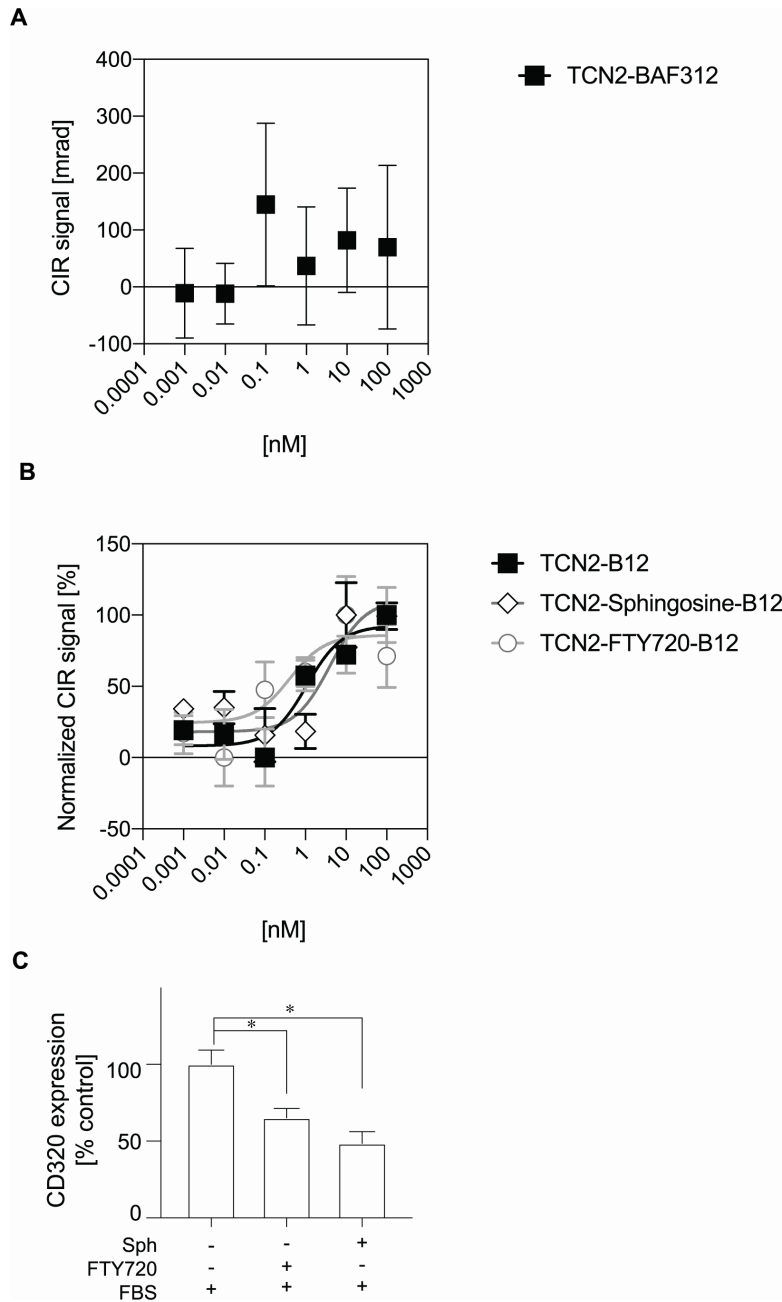 A
CIR signal [mrad]
400
300
200
100
0
-100
0.0001
0.001
0.01
0.1
1
10
100
1000
[nM]
TCN2-BAF312
B
Normalized CIR signal [%]
150
100
50
0
-50
0.0001
0.001
0.01
0.1
1
10
100
1000
[nM]
TCN2-B12
TCN2-Sphingosine-B12
TCN2-FTY720-B12
C
CD320 expression
[% control]
100
50
0
*
*
Sph - - +
FTY720 - + -
FBS + + +